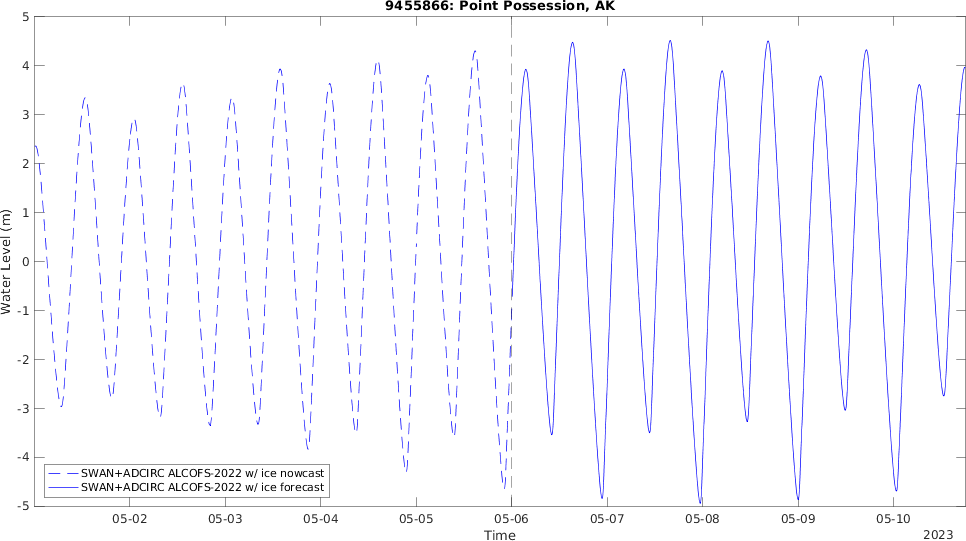 9455866: Point Possession, AK
5
4
3
2
1
0
-1
-2
-3
-4
-5
Water Level (m)
SWAN+ADCIRC ALCOFS-2022 w/ ice nowcast
SWAN+ADCIRC ALCOFS-2022 w/ ice forecast
05-02 05-03 05-04 05-05 05-06 05-07 05-08 05-09 05-10
Time
2023